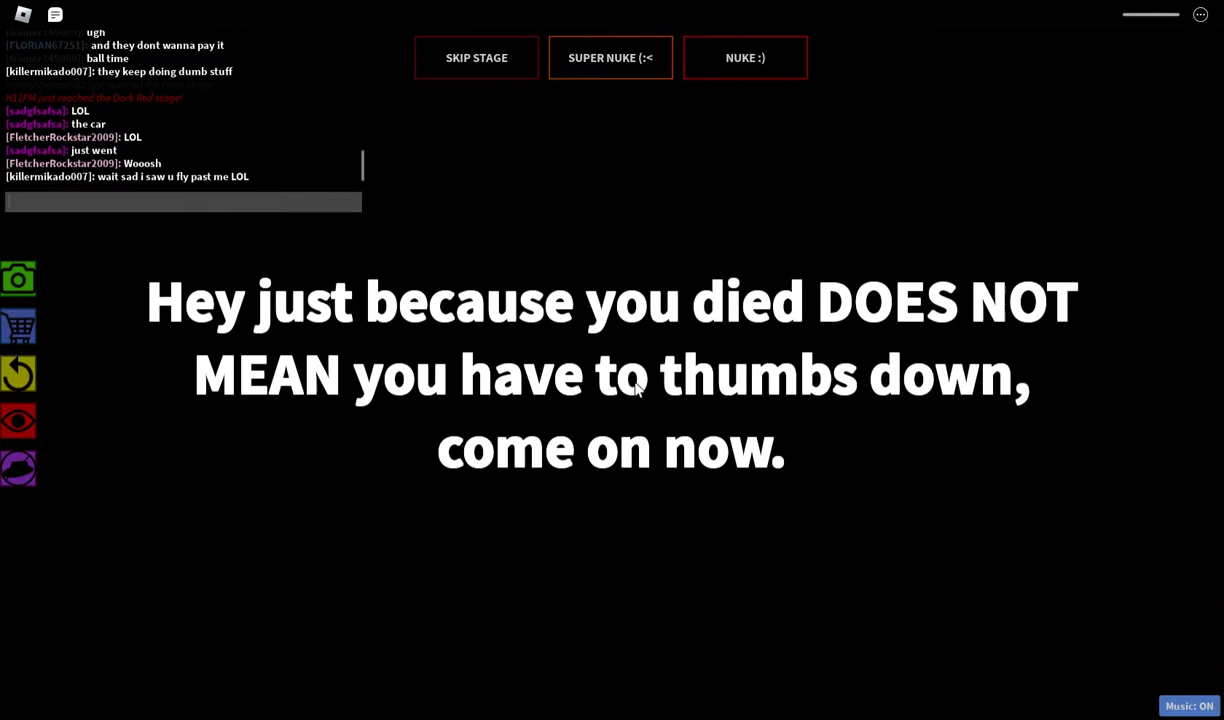 ugh
[FLORIAN67251]: and they dont wanna pay it
ball time
[killermikado007]: they keep doing dumb stuff
H11FM just reached the Dark Red stage!
[sadgfsafsa]: LOL
[sadgfsafsa]: the car
[FletcherRockstar2009]: LOL
[sadgfsafsa]: just went
[FletcherRockstar2009]: Wooosh
[killermikado007]: wait sad i saw u fly past me LOL
SKIP STAGE
SUPER NUKE (:<
NUKE :)
Hey just because you died DOES NOT
MEAN you have to thumbs down,
come on now.
Music: ON